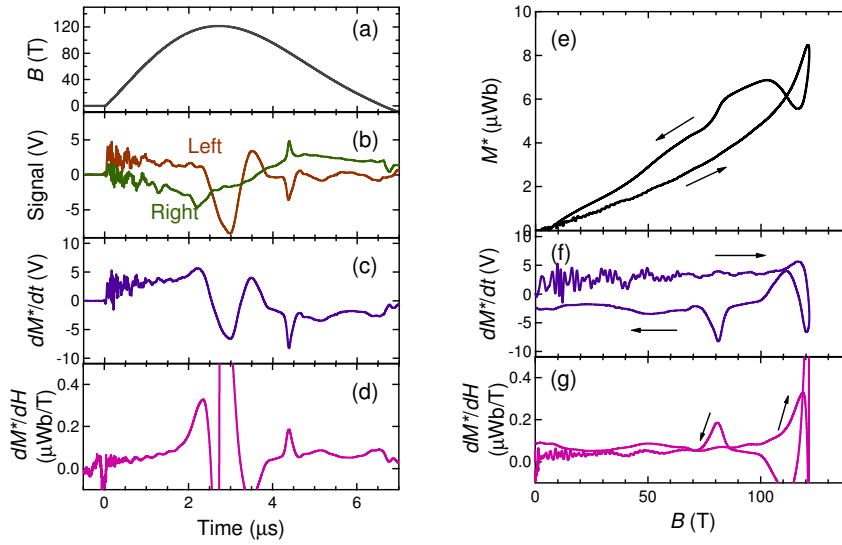 (a)
B (T)
120
80
40
0
(b)
Signal (V)
5
0
-5
Left
Right
(c)
dM*/dt (V)
10
5
0
-5
-10
(d)
dM*/dH
(μWb/T)
0.4
0.2
0.0
0 2 4 6
Time (μs)
(e)
M* (μWb)
10
8
6
4
2
0
(f)
dM*/dt (V)
10
5
0
-5
-10
(g)
dM*/dH
(μWb/T)
0.4
0.2
0.0
0 50 100
B (T)